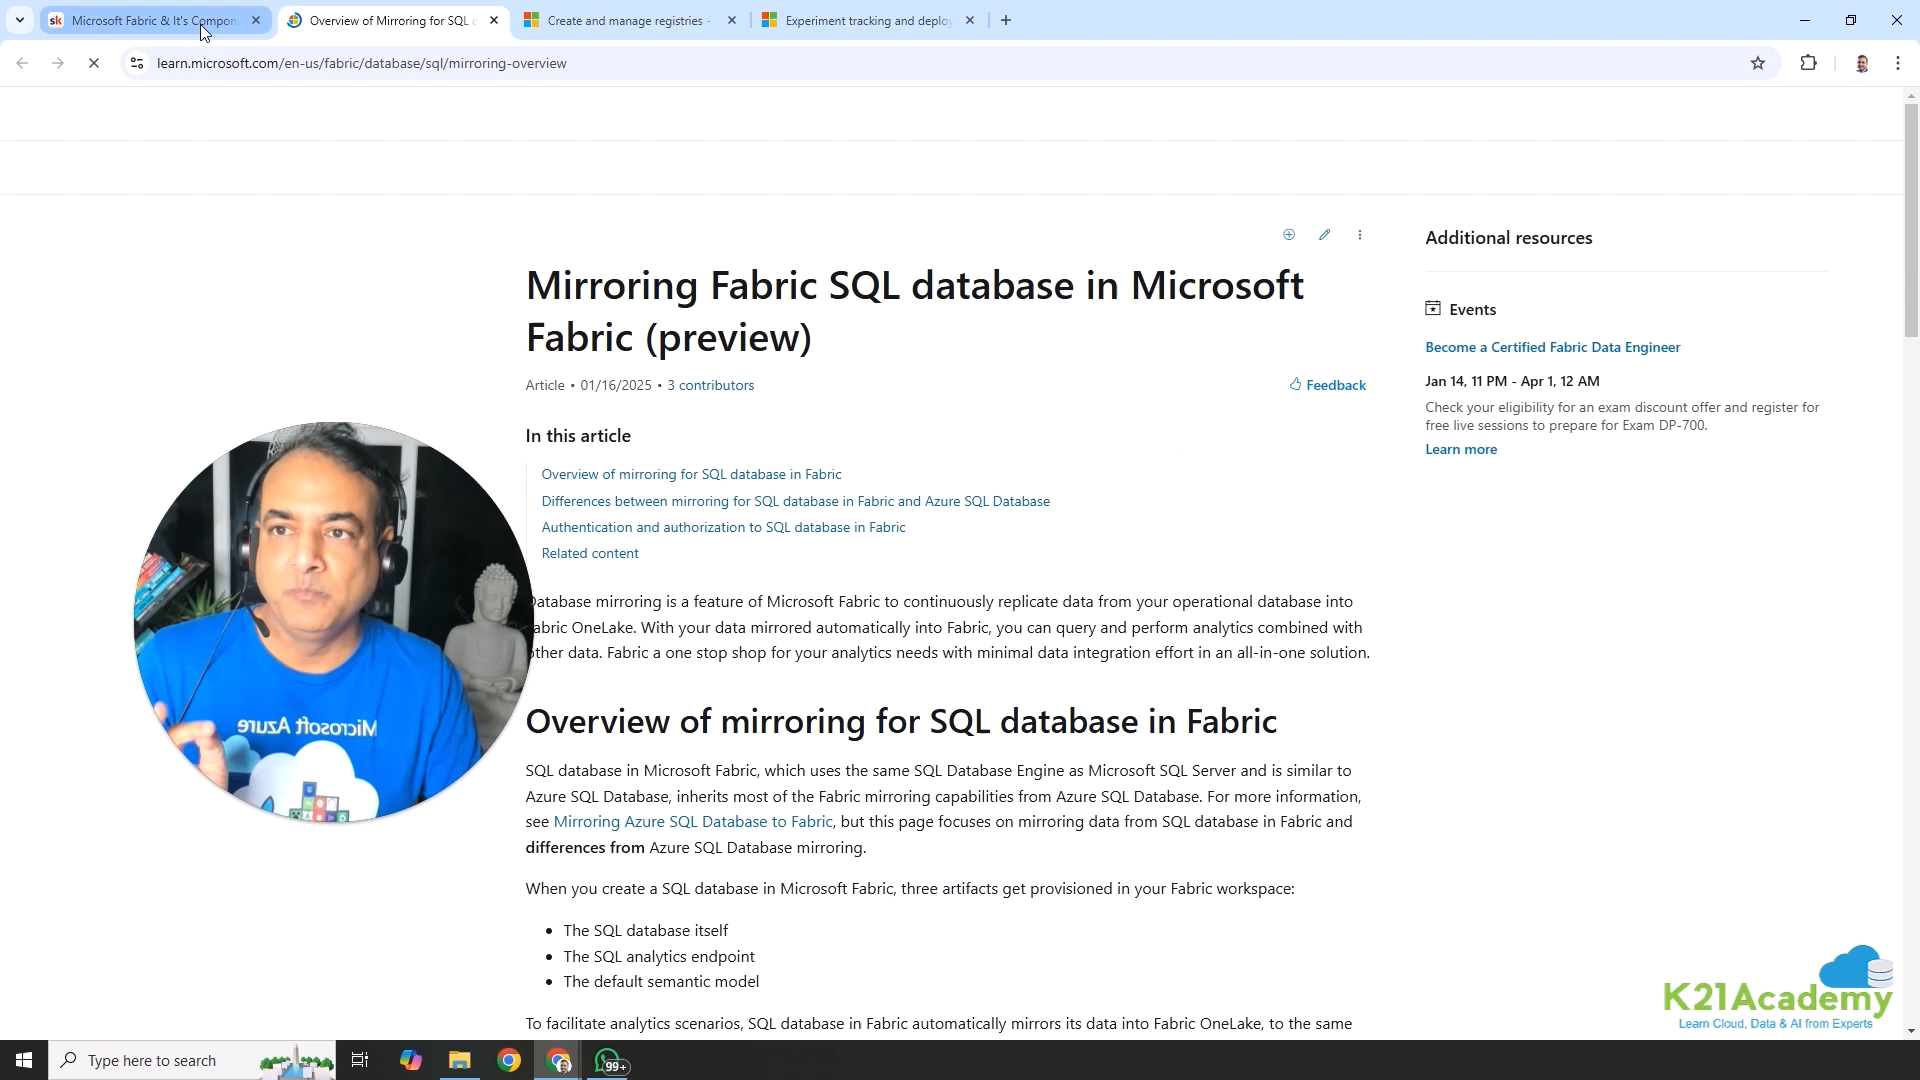 Microsoft Fabric & It's Compon
Overview of Mirroring for SQL
Create and manage registries -
Experiment tracking and deploy
learn.microsoft.com/en-us/fabric/database/sql/mirroring-overview
Mirroring Fabric SQL database in Microsoft
Fabric (preview)
Article • 01/16/2025 • 3 contributors
Feedback
In this article
Overview of mirroring for SQL database in Fabric
Differences between mirroring for SQL database in Fabric and Azure SQL Database
Authentication and authorization to SQL database in Fabric
Related content
Database mirroring is a feature of Microsoft Fabric to continuously replicate data from your operational database into
abric OneLake. With your data mirrored automatically into Fabric, you can query and perform analytics combined with
other data. Fabric a one stop shop for your analytics needs with minimal data integration effort in an all-in-one solution.
Overview of mirroring for SQL database in Fabric
SQL database in Microsoft Fabric, which uses the same SQL Database Engine as Microsoft SQL Server and is similar to
Azure SQL Database, inherits most of the Fabric mirroring capabilities from Azure SQL Database. For more information,
see Mirroring Azure SQL Database to Fabric, but this page focuses on mirroring data from SQL database in Fabric and
differences from Azure SQL Database mirroring.
When you create a SQL database in Microsoft Fabric, three artifacts get provisioned in your Fabric workspace:
• The SQL database itself
• The SQL analytics endpoint
• The default semantic model
To facilitate analytics scenarios, SQL database in Fabric automatically mirrors its data into Fabric OneLake, to the same
Additional resources
Events
Become a Certified Fabric Data Engineer
Jan 14, 11 PM - Apr 1, 12 AM
Check your eligibility for an exam discount offer and register for
free live sessions to prepare for Exam DP-700.
Learn more
Microsoft Azure
K21Academy
Learn Cloud, Data & AI from Experts
Type here to search
99+